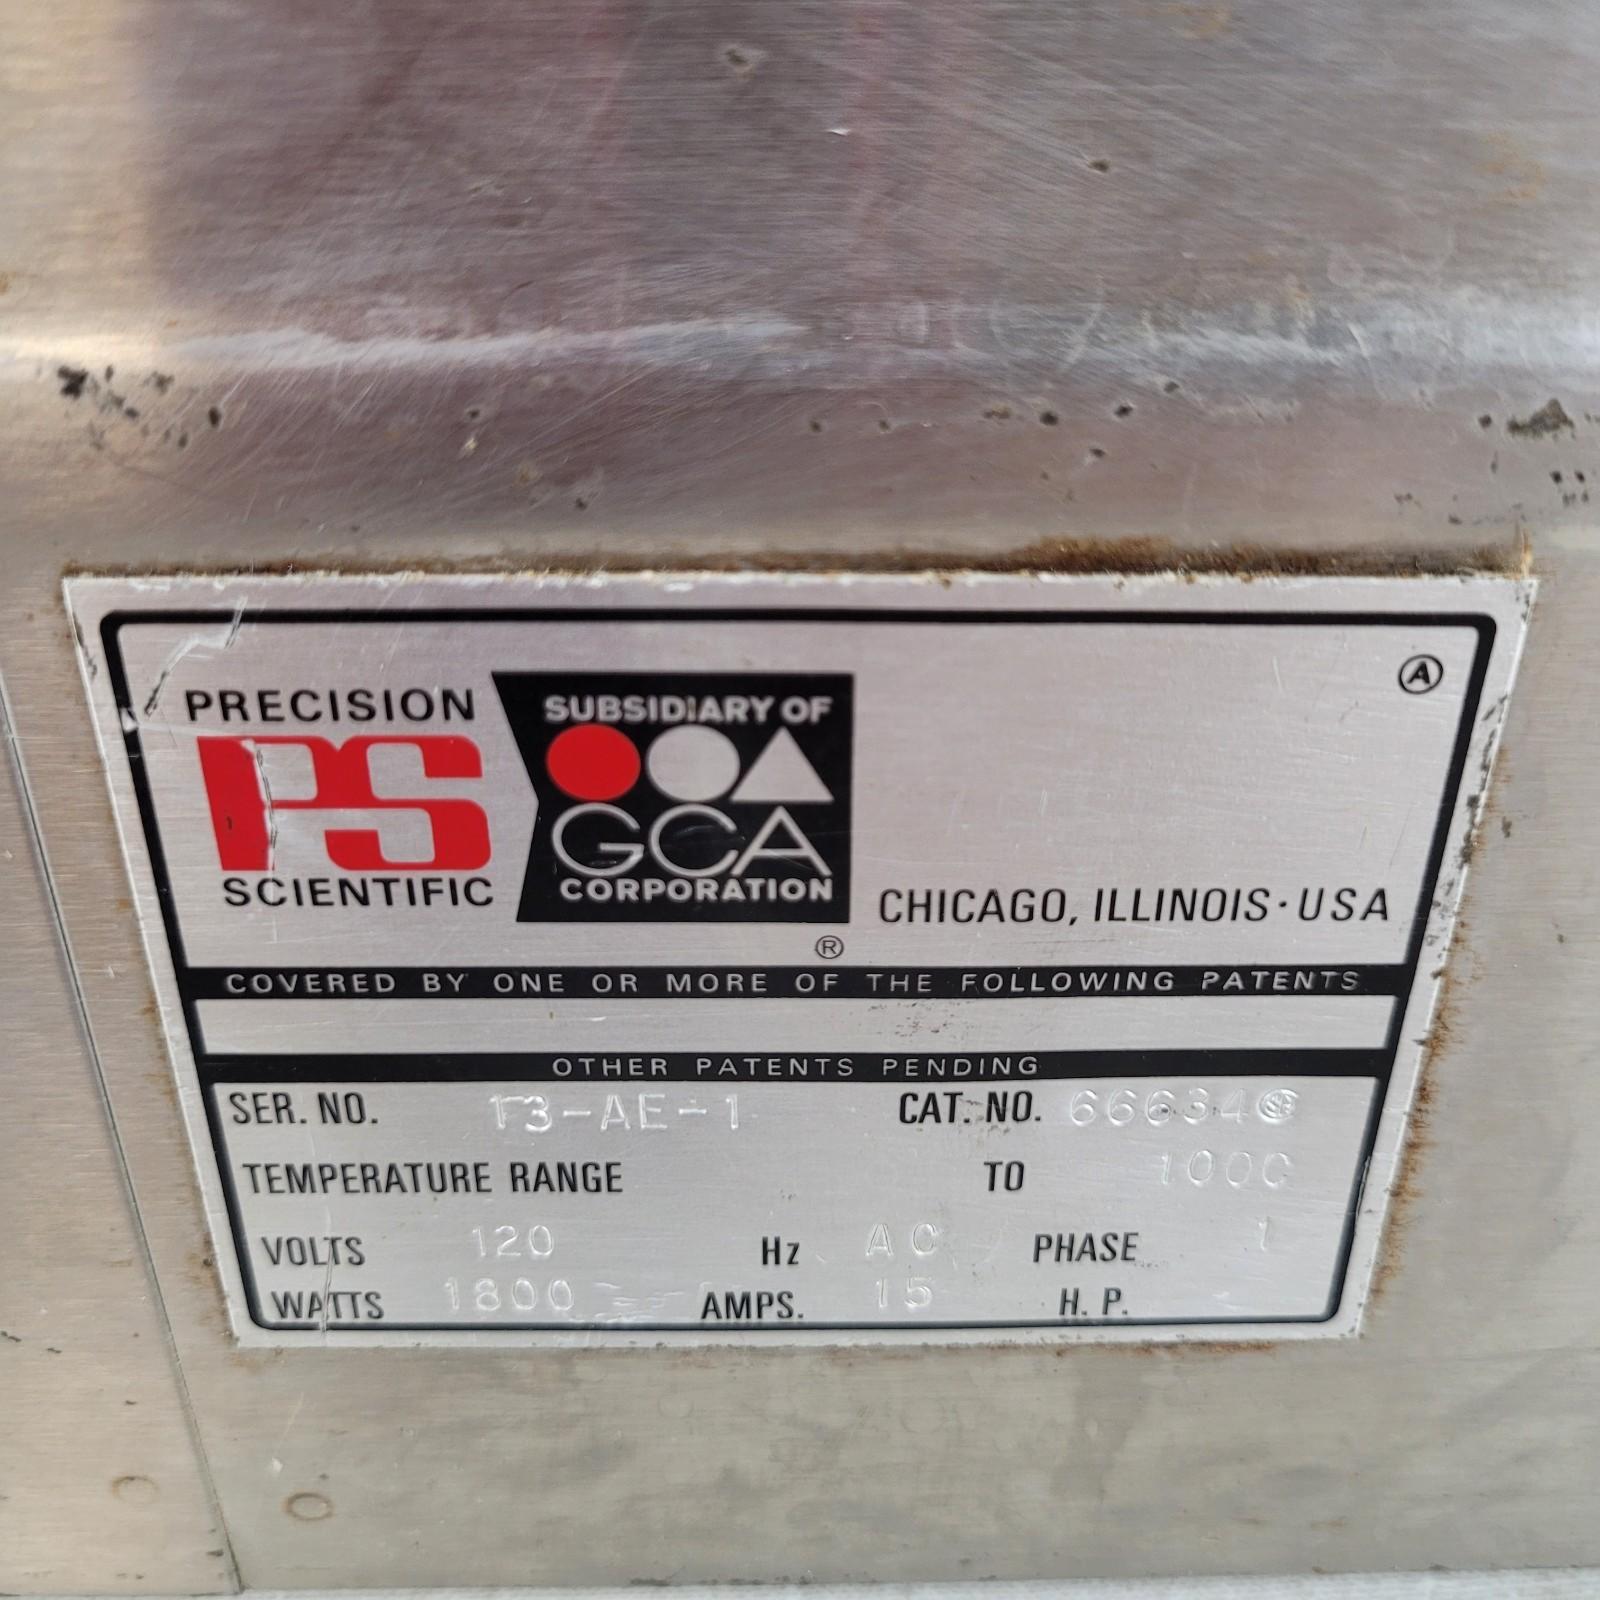 PRECISION
PS
SCIENTIFIC
SUBSIDIARY OF
GCA
CORPORATION
®
CHICAGO, ILLINOIS · USA
Ⓐ
COVERED BY ONE OR MORE OF THE FOLLOWING PATENTS
OTHER PATENTS PENDING
SER. NO. 13-AE-1 CAT. NO. 66634
TEMPERATURE RANGE TO 100C
VOLTS 120 Hz AC PHASE 1
WATTS 1800 AMPS. 15 H. P.